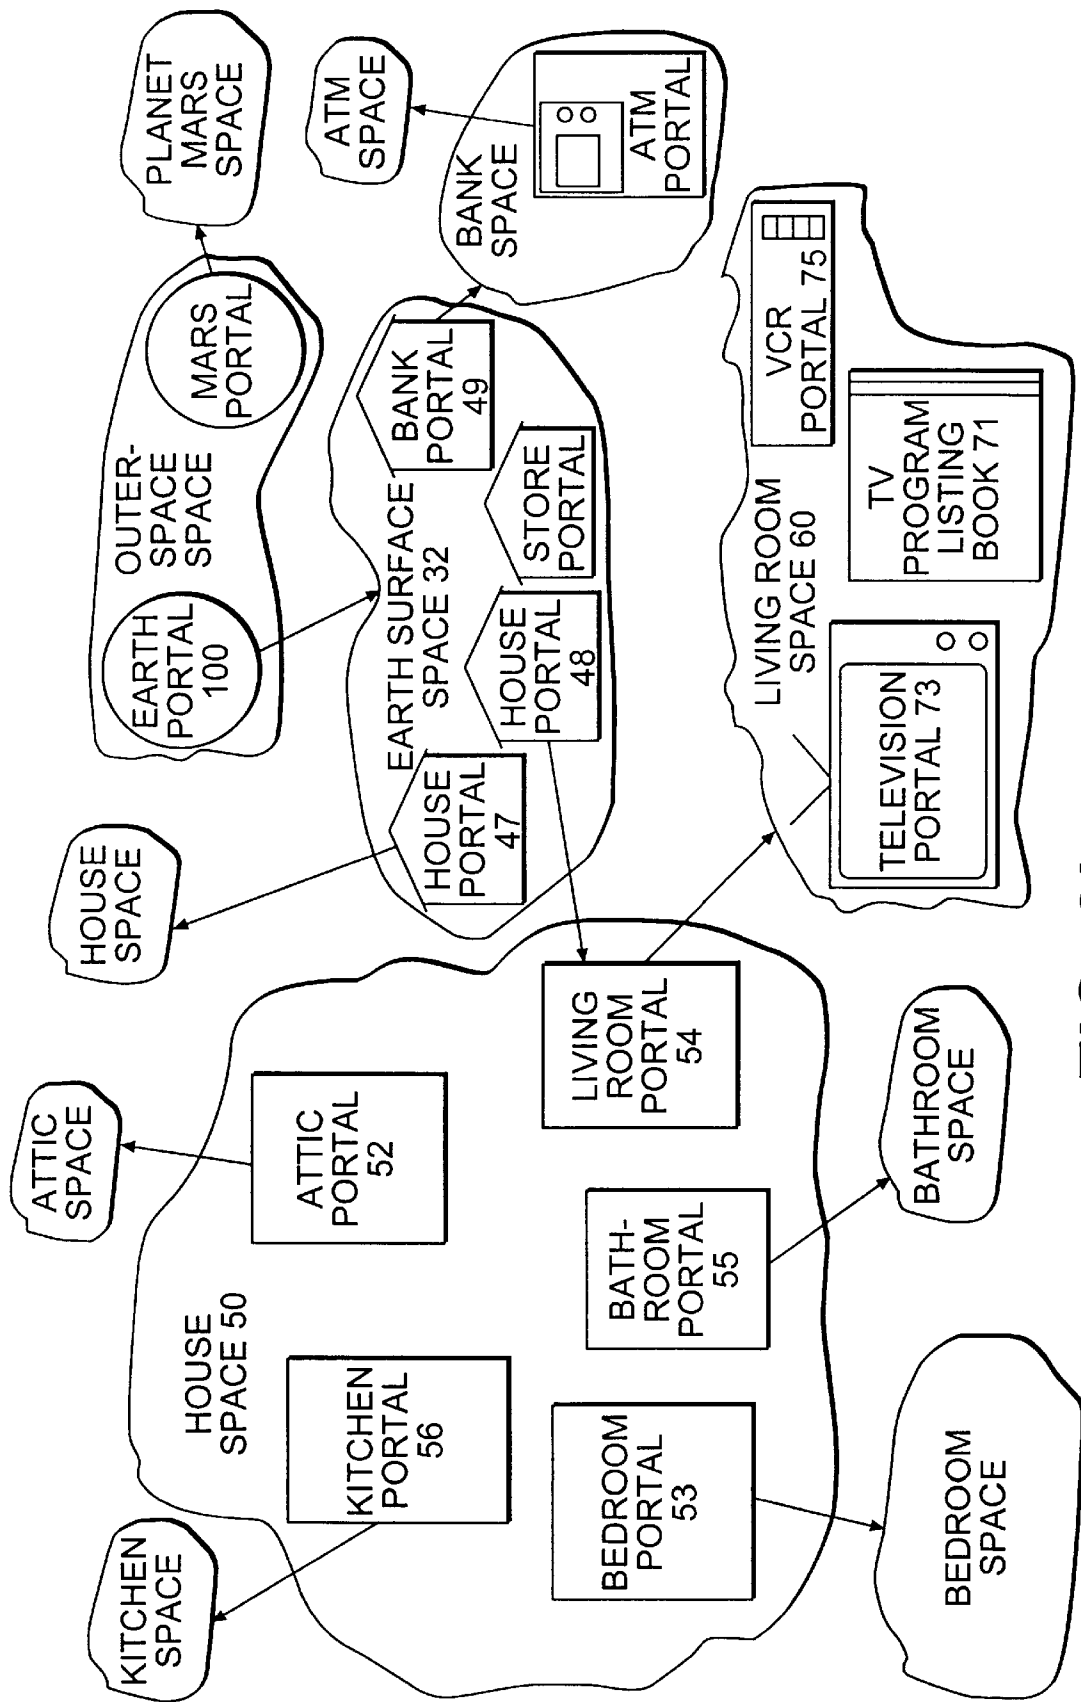 KITCHEN
SPACE
ATTIC
SPACE
HOUSE
SPACE
HOUSE
SPACE 50
KITCHEN
PORTAL
56
ATTIC
PORTAL
52
BEDROOM
PORTAL
53
BATH-
ROOM
PORTAL
55
LIVING
ROOM
PORTAL
54
BEDROOM
SPACE
BATHROOM
SPACE
OUTER-
SPACE
SPACE
EARTH
PORTAL
100
MARS
PORTAL
PLANET
MARS
SPACE
EARTH SURFACE
SPACE 32
HOUSE
PORTAL
47
HOUSE
PORTAL
48
STORE
PORTAL
BANK
PORTAL
49
ATM
SPACE
BANK
SPACE
ATM
PORTAL
LIVING ROOM
SPACE 60
TELEVISION
PORTAL 73
TV
PROGRAM
LISTING
BOOK 71
VCR
PORTAL 75